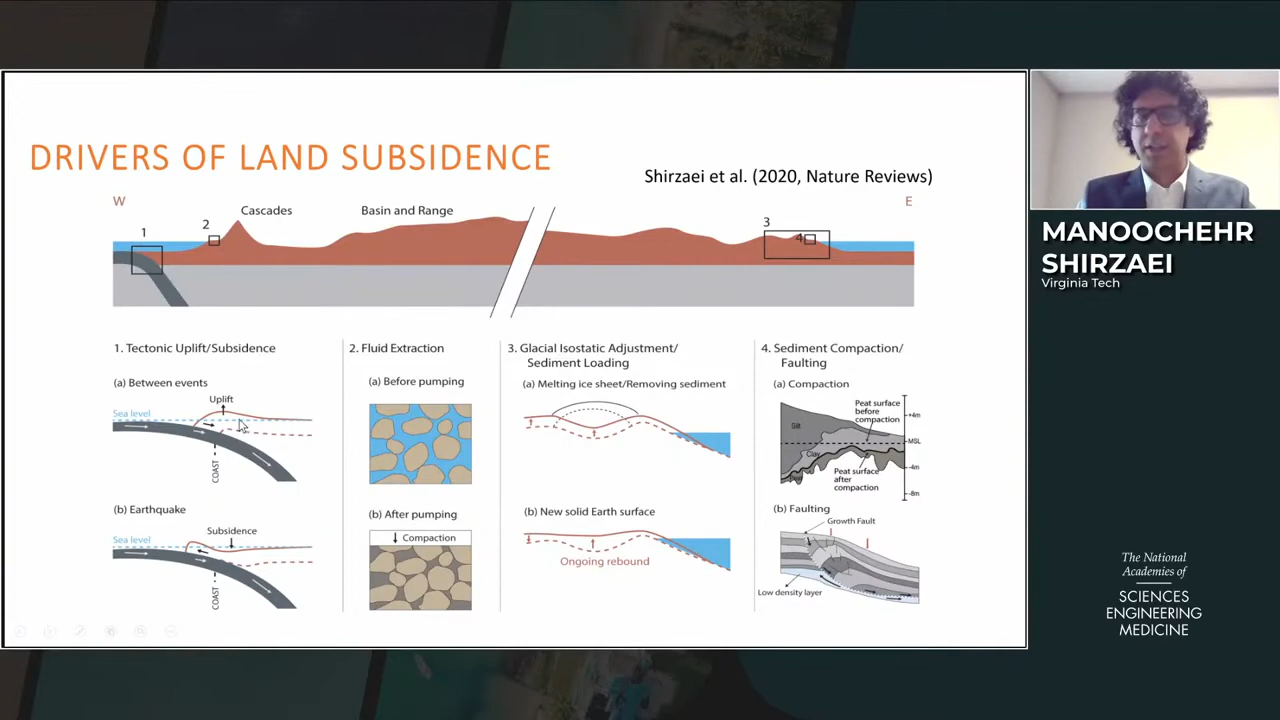 DRIVERS OF LAND SUBSIDENCE
Shirzaei et al. (2020, Nature Reviews)
W
E
Cascades
Basin and Range
1
2
3
4
1. Tectonic Uplift/Subsidence
(a) Between events
Uplift
Sea level
COAST
(b) Earthquake
Subsidence
Sea level
COAST
2. Fluid Extraction
(a) Before pumping
(b) After pumping
Compaction
3. Glacial Isostatic Adjustment/
Sediment Loading
(a) Melting ice sheet/Removing sediment
(b) New solid Earth surface
Ongoing rebound
4. Sediment Compaction/
Faulting
(a) Compaction
Peat surface
before
compaction
Silt
Clay
Peat surface
after
compaction
+4m
MSL
-4m
-8m
(b) Faulting
Growth Fault
Low density layer
MANOOCHEHR
SHIRZAEI
Virginia Tech
The National
Academies of
SCIENCES
ENGINEERING
MEDICINE